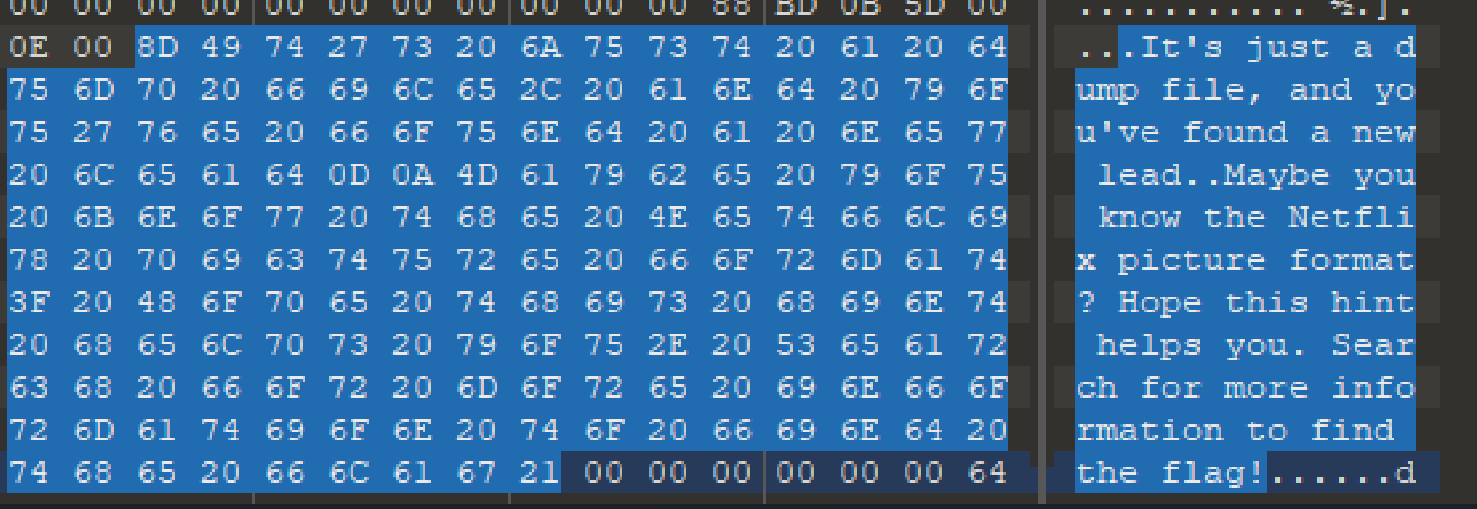 00 00 00 00 00 00 00 00 00 00 00 88 BD 0B 5D 00 ........... ½.].
0E 00 8D 49 74 27 73 20 6A 75 73 74 20 61 20 64 ...It's just a d
75 6D 70 20 66 69 6C 65 2C 20 61 6E 64 20 79 6F ump file, and yo
75 27 76 65 20 66 6F 75 6E 64 20 61 20 6E 65 77 u've found a new
20 6C 65 61 64 0D 0A 4D 61 79 62 65 20 79 6F 75 lead..Maybe you
20 6B 6E 6F 77 20 74 68 65 20 4E 65 74 66 6C 69 know the Netfli
78 20 70 69 63 74 75 72 65 20 66 6F 72 6D 61 74 x picture format
3F 20 48 6F 70 65 20 74 68 69 73 20 68 69 6E 74 ? Hope this hint
20 68 65 6C 70 73 20 79 6F 75 2E 20 53 65 61 72 helps you. Sear
63 68 20 66 6F 72 20 6D 6F 72 65 20 69 6E 66 6F ch for more info
72 6D 61 74 69 6F 6E 20 74 6F 20 66 69 6E 64 20 rmation to find
74 68 65 20 66 6C 61 67 21 00 00 00 00 00 00 64 the flag!......d